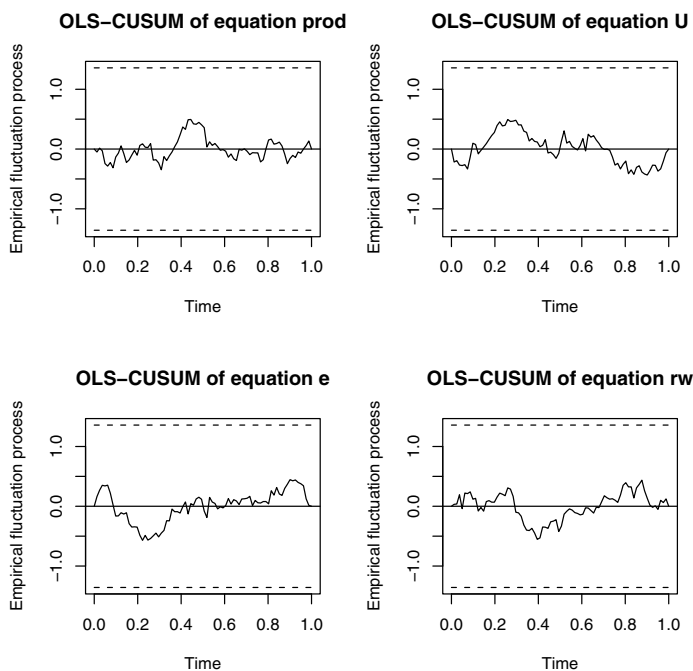 OLS−CUSUM of equation prod
Empirical fluctuation process
1.0
0.0
−1.0
0.0 0.2 0.4 0.6 0.8 1.0
Time
OLS−CUSUM of equation U
Empirical fluctuation process
1.0
0.0
−1.0
0.0 0.2 0.4 0.6 0.8 1.0
Time
OLS−CUSUM of equation e
Empirical fluctuation process
1.0
0.0
−1.0
0.0 0.2 0.4 0.6 0.8 1.0
Time
OLS−CUSUM of equation rw
Empirical fluctuation process
1.0
0.0
−1.0
0.0 0.2 0.4 0.6 0.8 1.0
Time